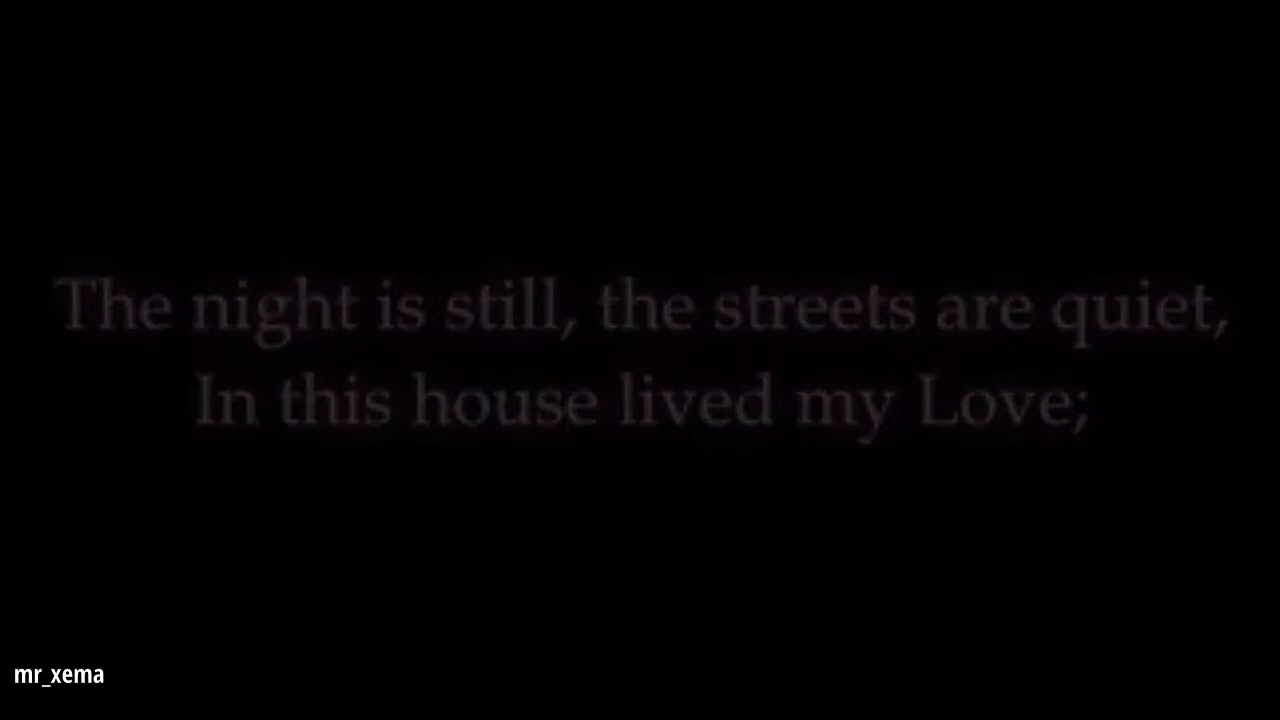 The night is still, the streets are quiet,
In this house lived my Love;
mr_xema